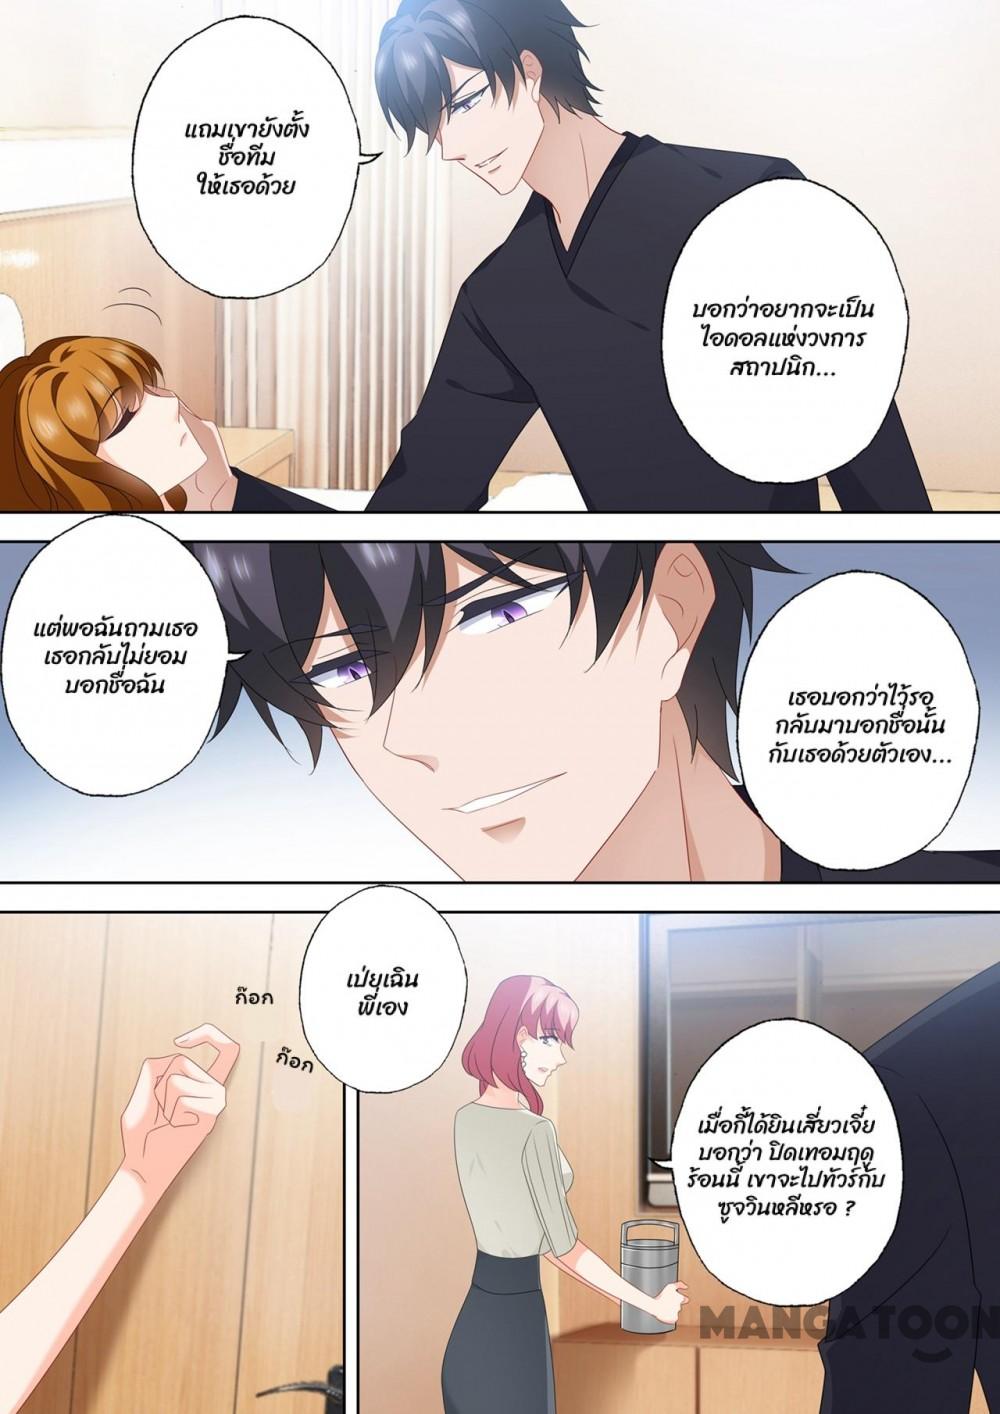 แถมเขายังตั้ง
ชื่อทีม
ให้เธอด้วย
บอกว่าอยากจะเป็น
ไอดอลแห่งวงการ
สถาปนิก...
แต่พอฉันถามเธอ
เธอกลับไม่ยอม
บอกชื่อฉัน
เธอบอกว่าไว้รอ
กลับมาบอกชื่อนั้น
กับเธอด้วยตัวเอง...
ก๊อก
ก๊อก
เป่ยเฉิน
พี่เอง
เมื่อกี้ได้ยินเสี่ยวเจี๋ย
บอกว่า ปิดเทอมฤดู
ร้อนนี้ เขาจะไปทัวร์กับ
ซูจวินหลีหรอ ?
MANGATOON